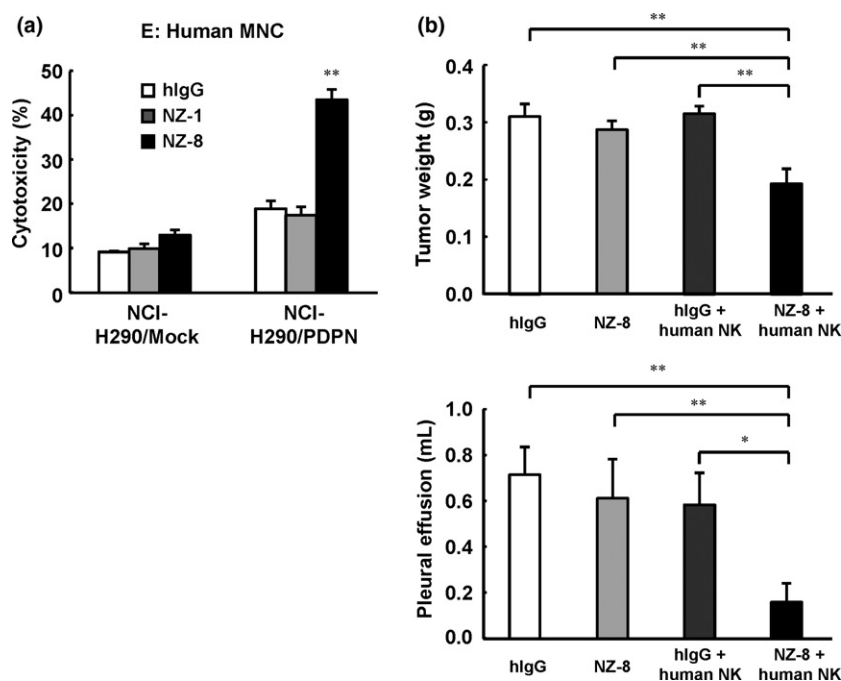 (a)
E: Human MNC
Cytotoxicity (%)
50
40
30
20
10
0
hIgG
NZ-1
NZ-8
**
NCI-
H290/Mock
NCI-
H290/PDPN
(b)
**
**
**
Tumor weight (g)
0.4
0.3
0.2
0.1
0.0
hIgG
NZ-8
hIgG +
human NK
NZ-8 +
human NK
**
**
*
Pleural effusion (mL)
1.0
0.8
0.6
0.4
0.2
0.0
hIgG
NZ-8
hIgG +
human NK
NZ-8 +
human NK